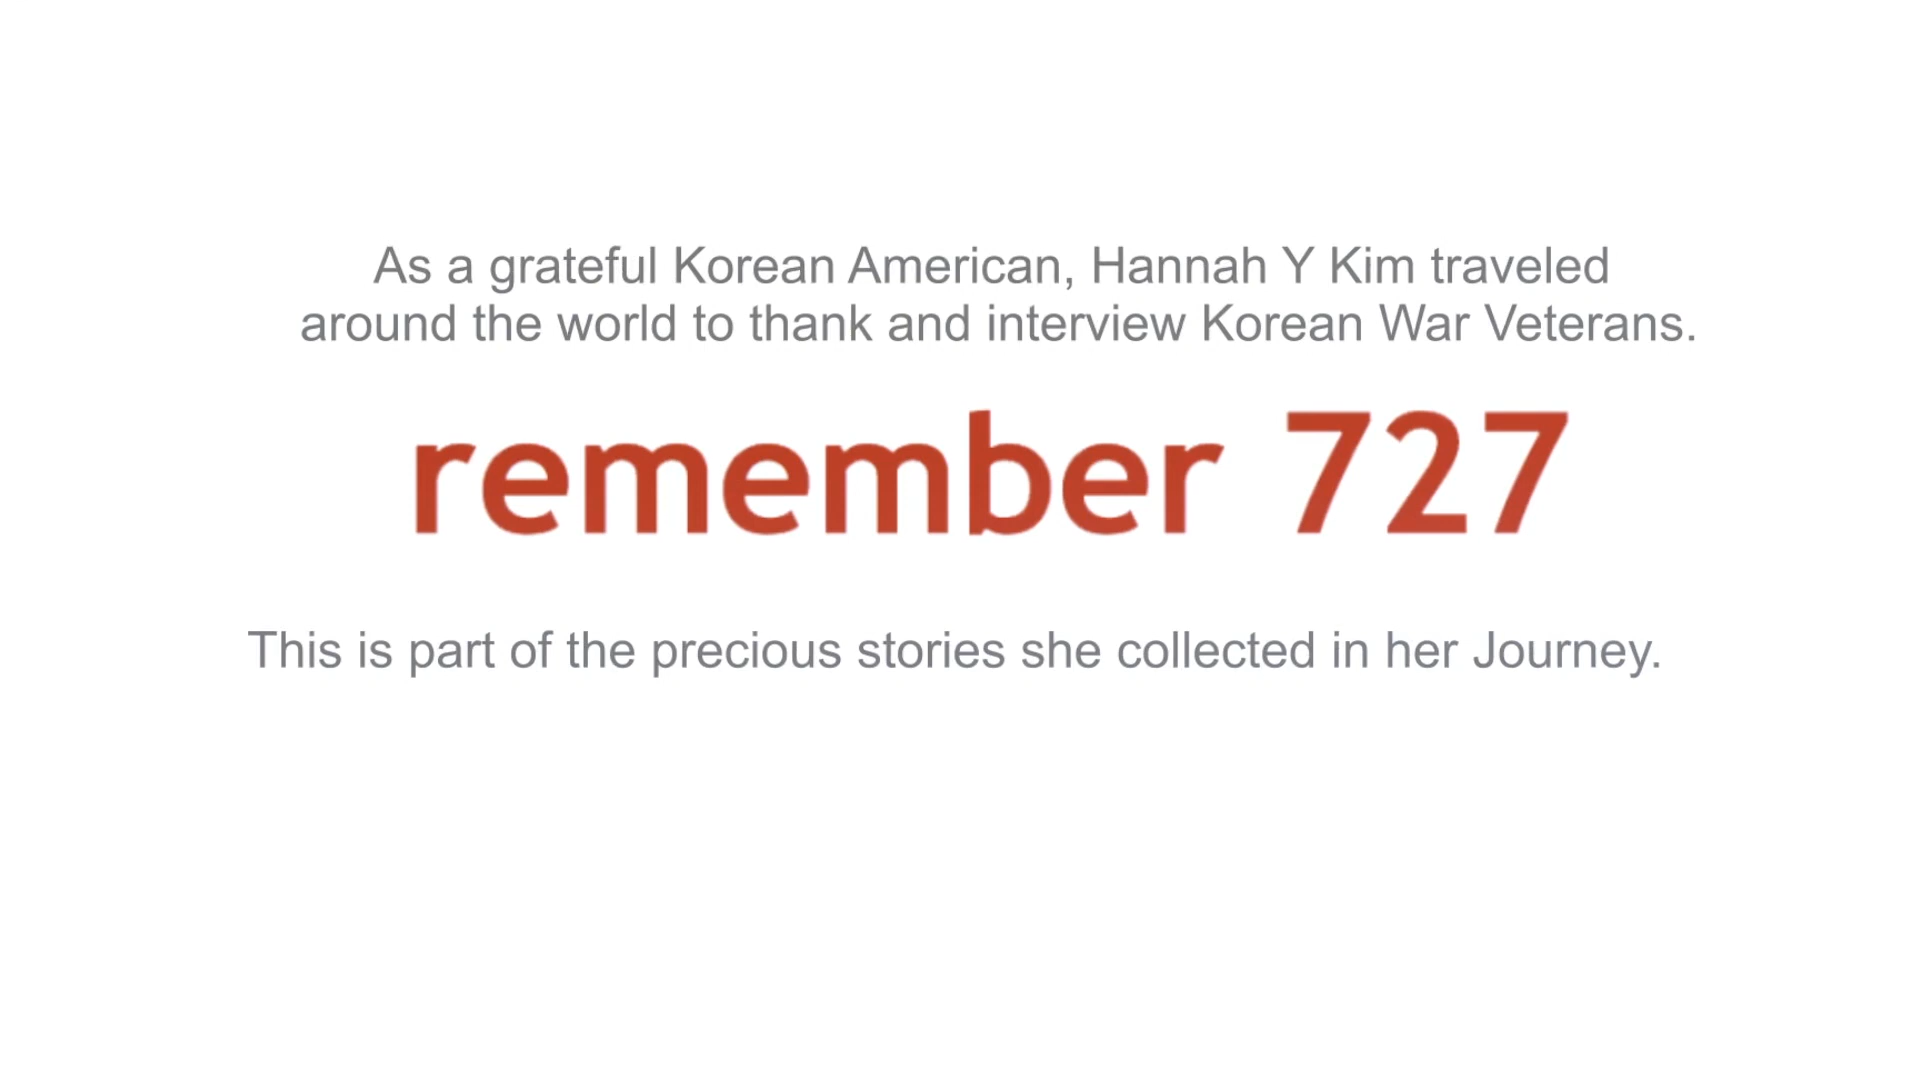 As a grateful Korean American, Hannah Y Kim traveled
around the world to thank and interview Korean War Veterans.
remember 727
This is part of the precious stories she collected in her Journey.